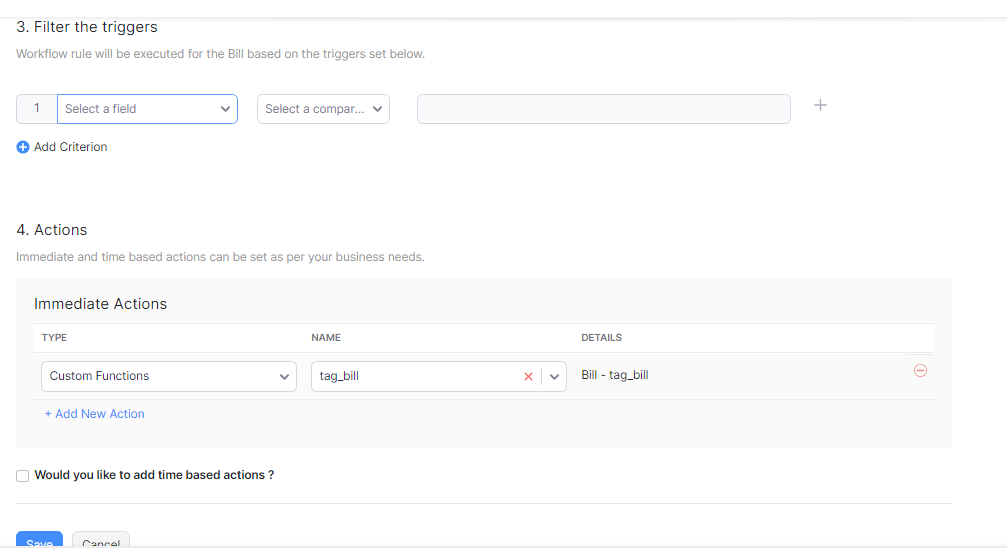 3. Filter the triggers
Workflow rule will be executed for the Bill based on the triggers set below.
1 Select a field Select a compar...
Add Criterion
4. Actions
Immediate and time based actions can be set as per your business needs.
Immediate Actions
TYPE NAME DETAILS
Custom Functions tag_bill Bill - tag_bill
+ Add New Action
Would you like to add time based actions ?
Save Cancel